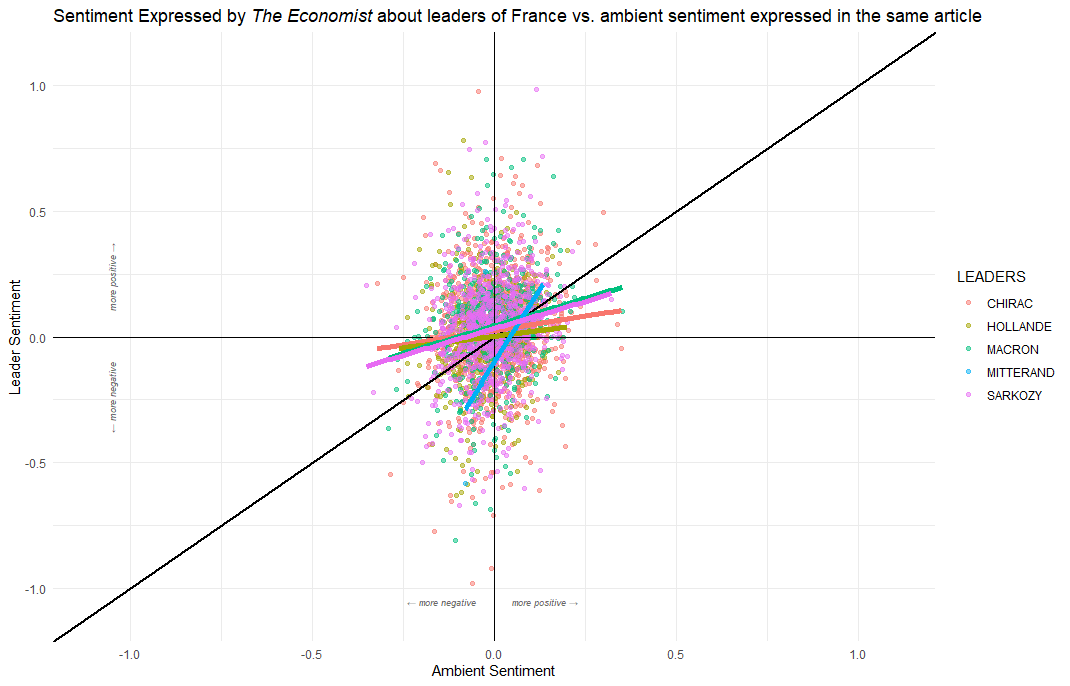 Sentiment Expressed by The Economist about leaders of France vs. ambient sentiment expressed in the same article
1.0
0.5
0.0
-0.5
-1.0
Leader Sentiment
more positive →
← more negative
← more negative
more positive →
-1.0
-0.5
0.0
0.5
1.0
Ambient Sentiment
LEADERS
CHIRAC
HOLLANDE
MACRON
MITTERAND
SARKOZY